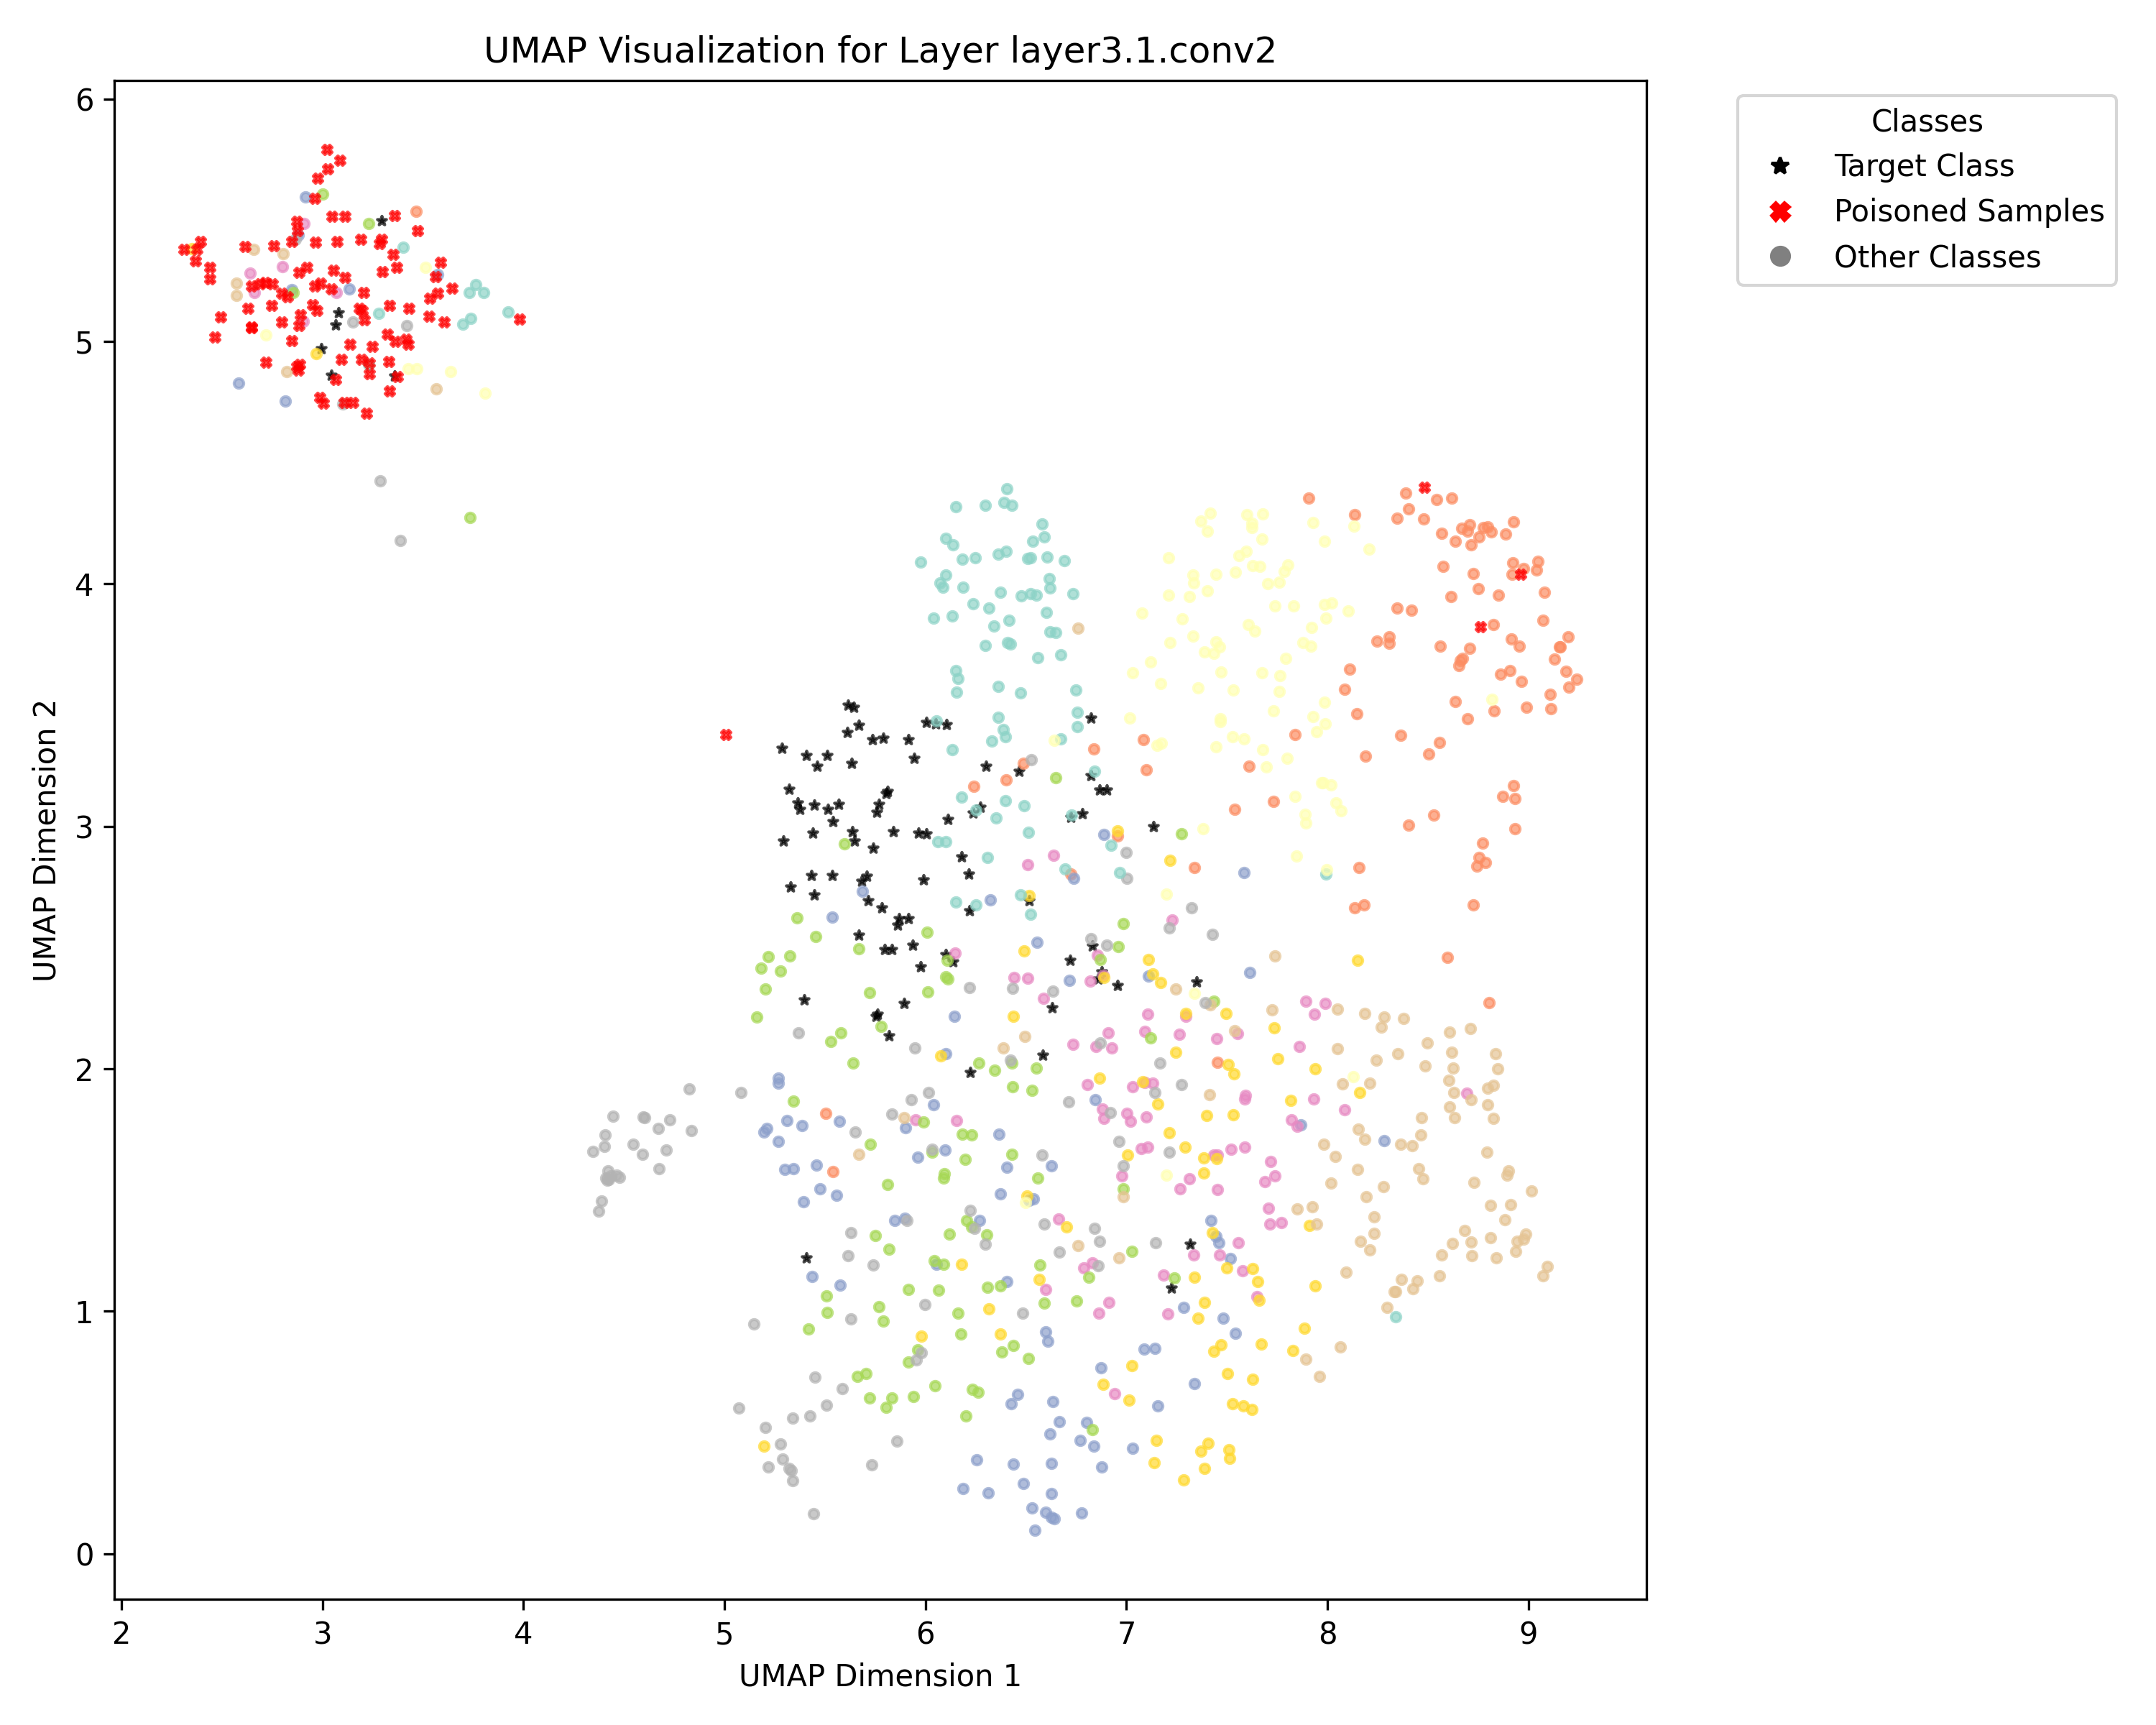 UMAP Visualization for Layer layer3.1.conv2
Classes
Target Class
Poisoned Samples
Other Classes
UMAP Dimension 2
6
5
4
3
2
1
0
2 3 4 5 6 7 8 9
UMAP Dimension 1